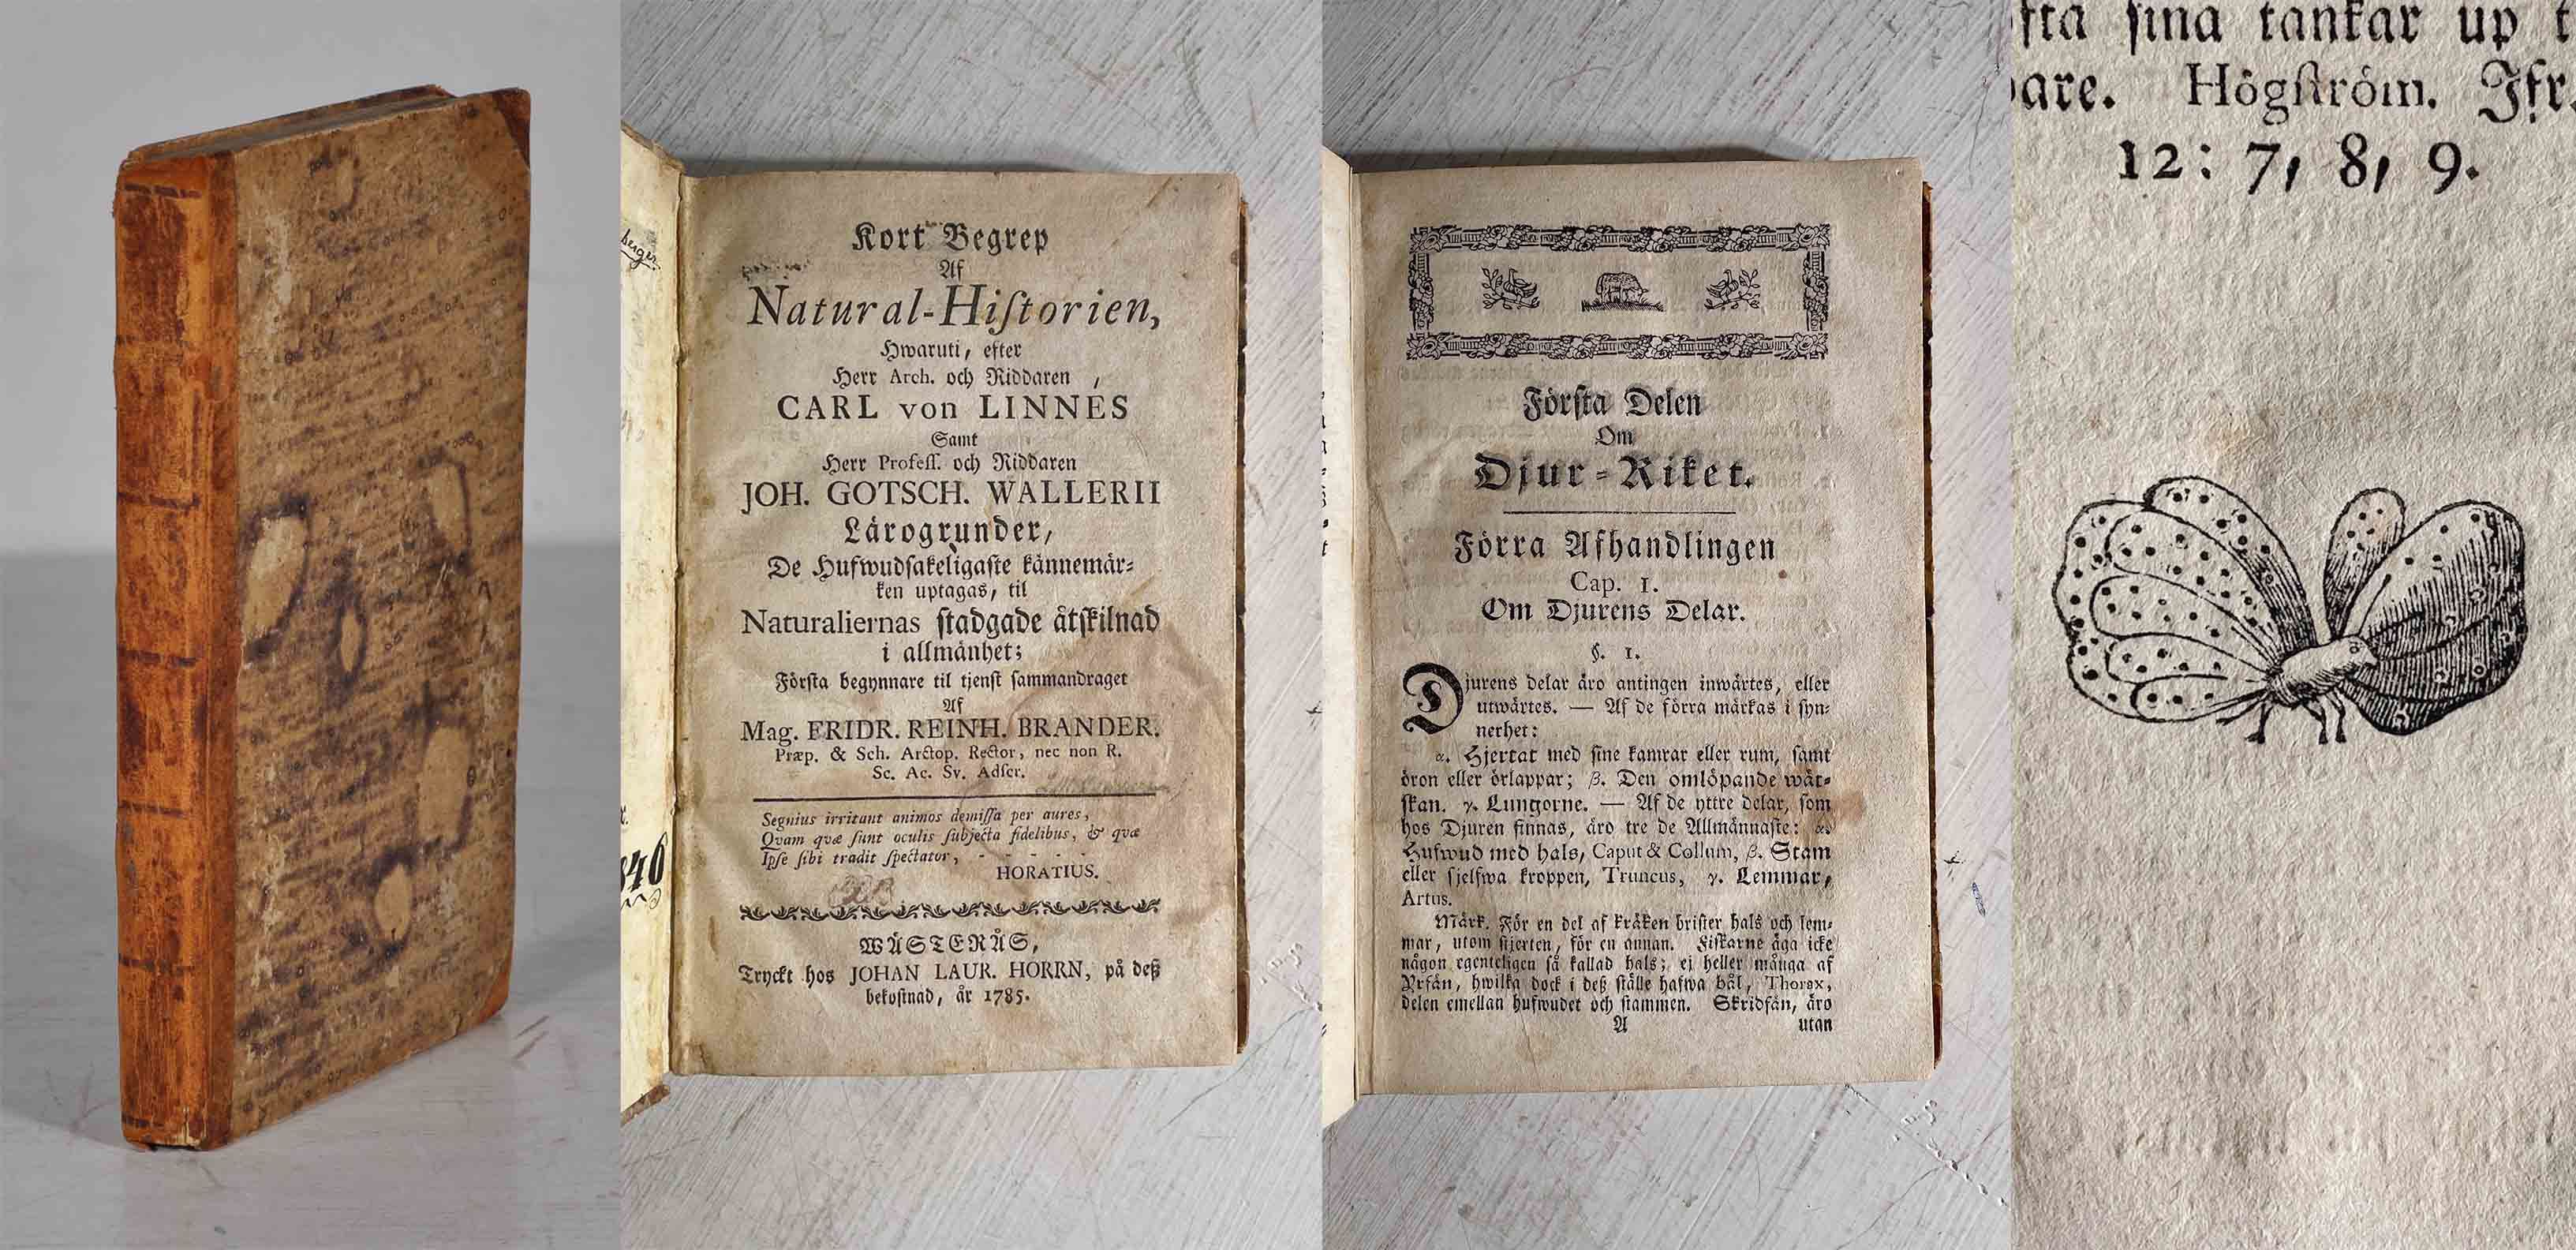 Kort Begrep
Af
Natural-Hiſtorien,
Hwaruti, efter
Herr Arch. och Riddaren
CARL von LINNES
Samt
Herr Profeſſ. och Riddaren
JOH. GOTSCH. WALLERII
Lärogrunder,
De Hufwudſakeligaſte kännemär-
ken uptagas, til
Naturaliernas ſtadgade åtſkilnad
i allmänhet;
Förſta begynnare til tjenſt ſammandraget
Af
Mag. FRIDR. REINH. BRANDER.
Præp. & Sch. Arctop. Rector, nec non R.
Sc. Ac. Sv. Adſcr.
Segnius irritant animos demiſſa per aures,
Quam quæ ſunt oculis ſubjecta fidelibus, & quæ
Ipſe ſibi tradit ſpectator, - - - - -
HORATIUS.
WÄSTERÅS,
Tryckt hos JOHAN LAUR. HORRN, på deß
bekoſtnad, år 1785.
Förſta Delen
Om
Djur-Riket.
Förra Afhandlingen
Cap. 1.
Om Djurens Delar.
§. 1.
Djurens delar äro antingen inwärtes, eller
utwärtes. — Af de förra märkas i ſyn-
nerhet:
α. Hjertat med ſine kamrar eller rum, ſamt
öron eller örlappar; β. Den omlöpande wät-
ſkan. γ. Lungorne. — Af de yttre delar, ſom
hos Djuren finnas, äro tre de Allmännaſte: α.
Hufwud med hals, Caput & Collum, β. Stam
eller ſjelfwa kroppen, Truncus, γ. Lemmar,
Artus.
Märk. För en del af kräken briſter hals och lem-
mar, utom ſtjerten, för en annan. Fiſkarne äga icke
någon egenteligen ſå kallad hals; ej heller många af
Yrfän, hwilka dock i deß ſtälle hafwa bål, Thorax,
delen emellan hufwudet och ſtammen. Skridfän, äro
A utan
ſta ſina tankar up t
are. Högſtröm. Jfr.
12: 7, 8, 9.